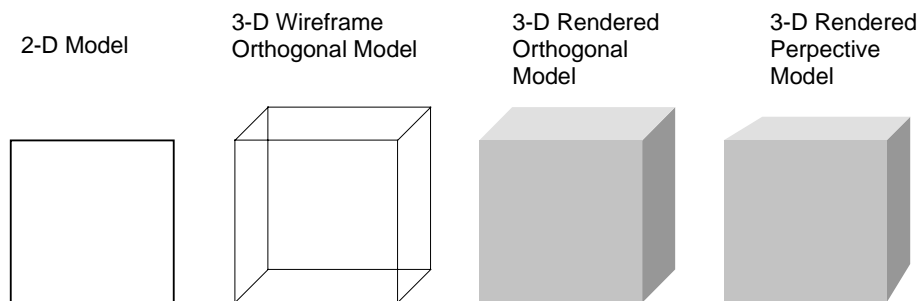 2-D Model
3-D Wireframe
Orthogonal Model
3-D Rendered
Orthogonal
Model
3-D Rendered
Perpective
Model